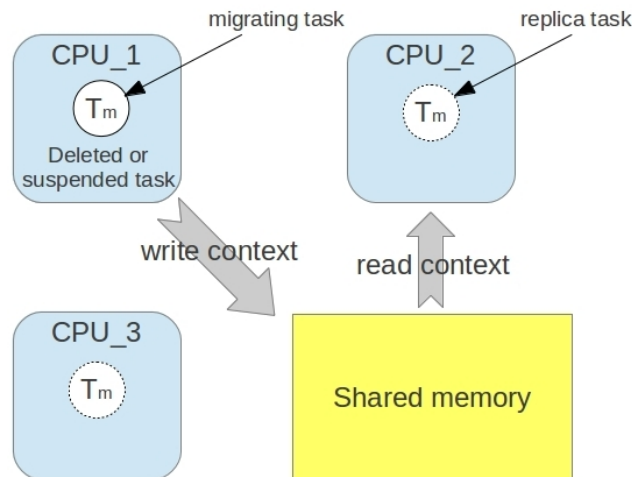 migrating task
replica task
CPU_1
CPU_2
Tm
Tm
Deleted or
suspended task
write context
read context
CPU_3
Tm
Shared memory